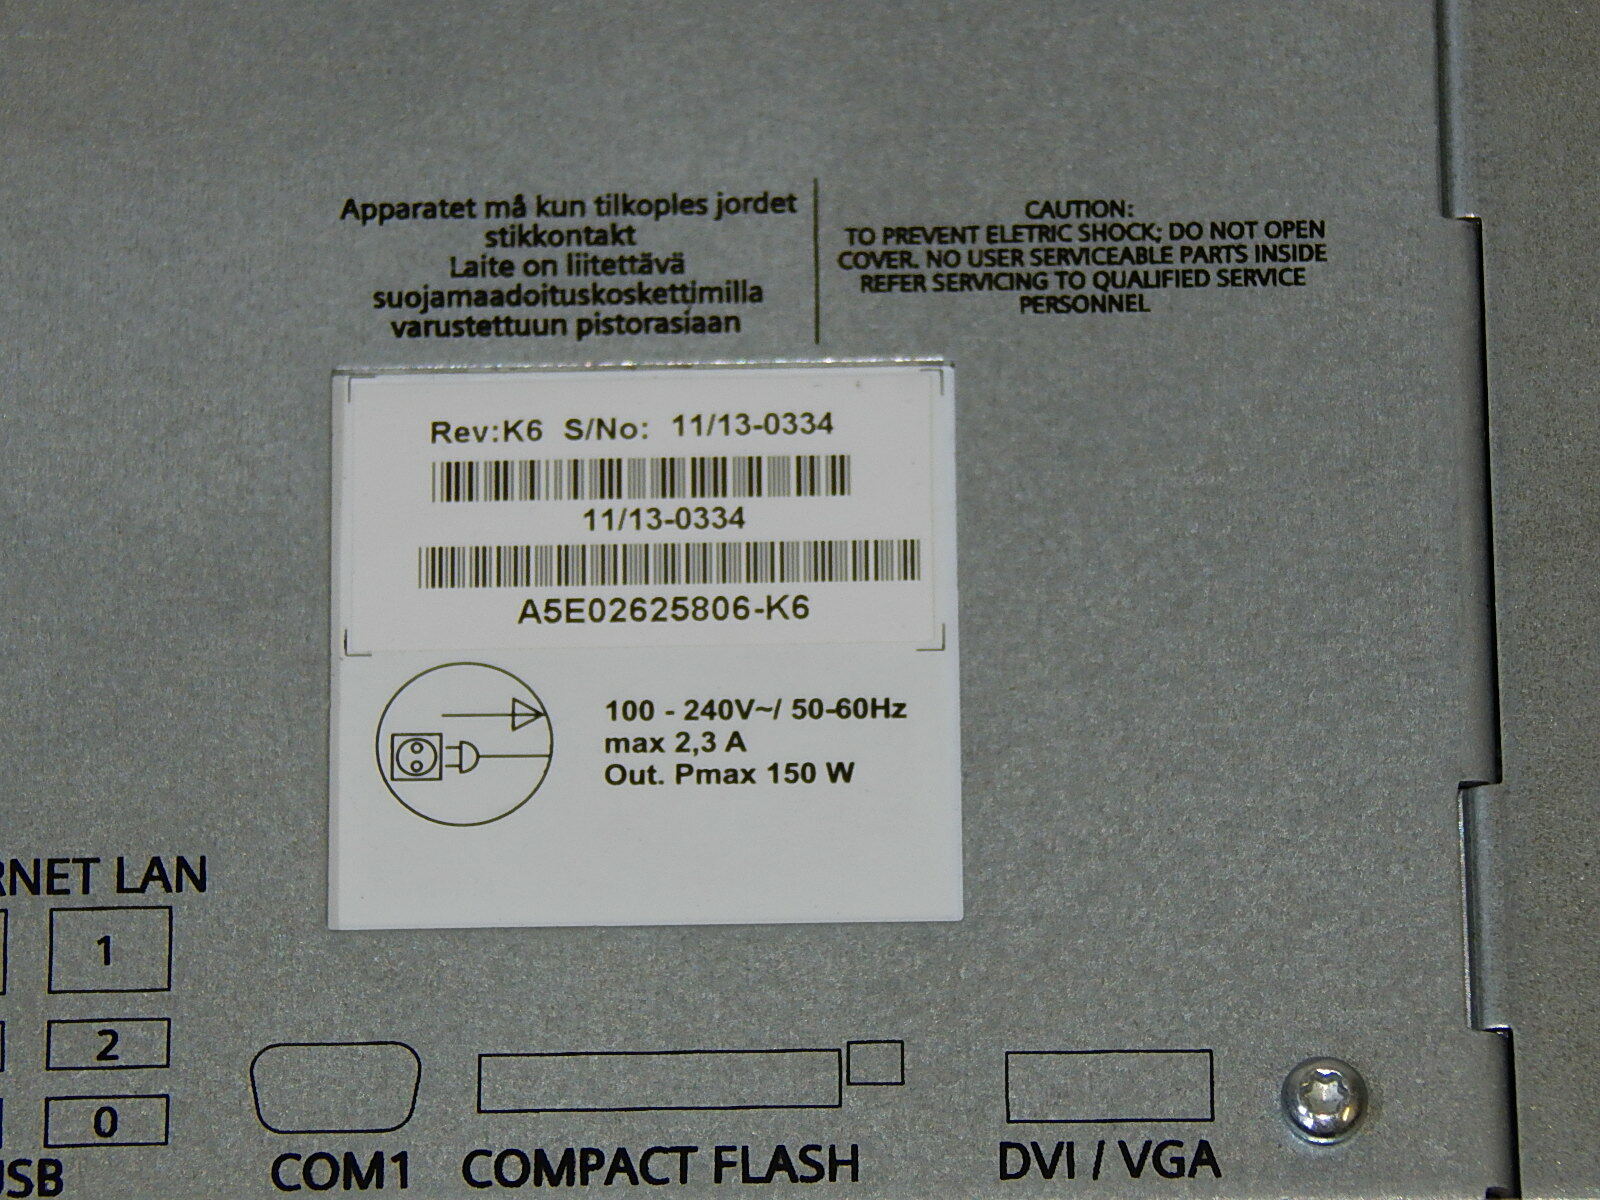 Apparatet må kun tilkoples jordet
stikkontakt
Laite on liitettävä
suojamaadoituskoskettimilla
varustettuun pistorasiaan
CAUTION:
TO PREVENT ELETRIC SHOCK; DO NOT OPEN
COVER. NO USER SERVICEABLE PARTS INSIDE
REFER SERVICING TO QUALIFIED SERVICE
PERSONNEL
Rev:K6 S/No: 11/13-0334
11/13-0334
A5E02625806-K6
100 - 240V~/ 50-60Hz
max 2,3 A
Out. Pmax 150 W
RNET LAN
1
2
0
USB
COM1
COMPACT FLASH
DVI / VGA